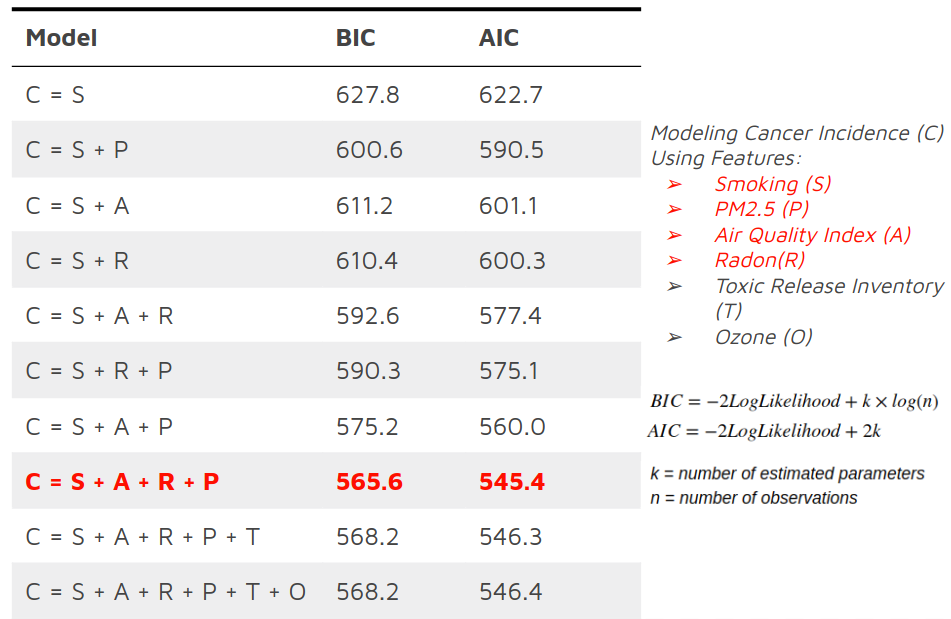 Model BIC AIC
C = S 627.8 622.7
C = S + P 600.6 590.5
C = S + A 611.2 601.1
C = S + R 610.4 600.3
C = S + A + R 592.6 577.4
C = S + R + P 590.3 575.1
C = S + A + P 575.2 560.0
C = S + A + R + P 565.6 545.4
C = S + A + R + P + T 568.2 546.3
C = S + A + R + P + T + O 568.2 546.4
Modeling Cancer Incidence (C)
Using Features:
➢ Smoking (S)
➢ PM2.5 (P)
➢ Air Quality Index (A)
➢ Radon(R)
➢ Toxic Release Inventory
(T)
➢ Ozone (O)
BIC = −2LogLikelihood + k × log(n)
AIC = −2LogLikelihood + 2k
k = number of estimated parameters
n = number of observations